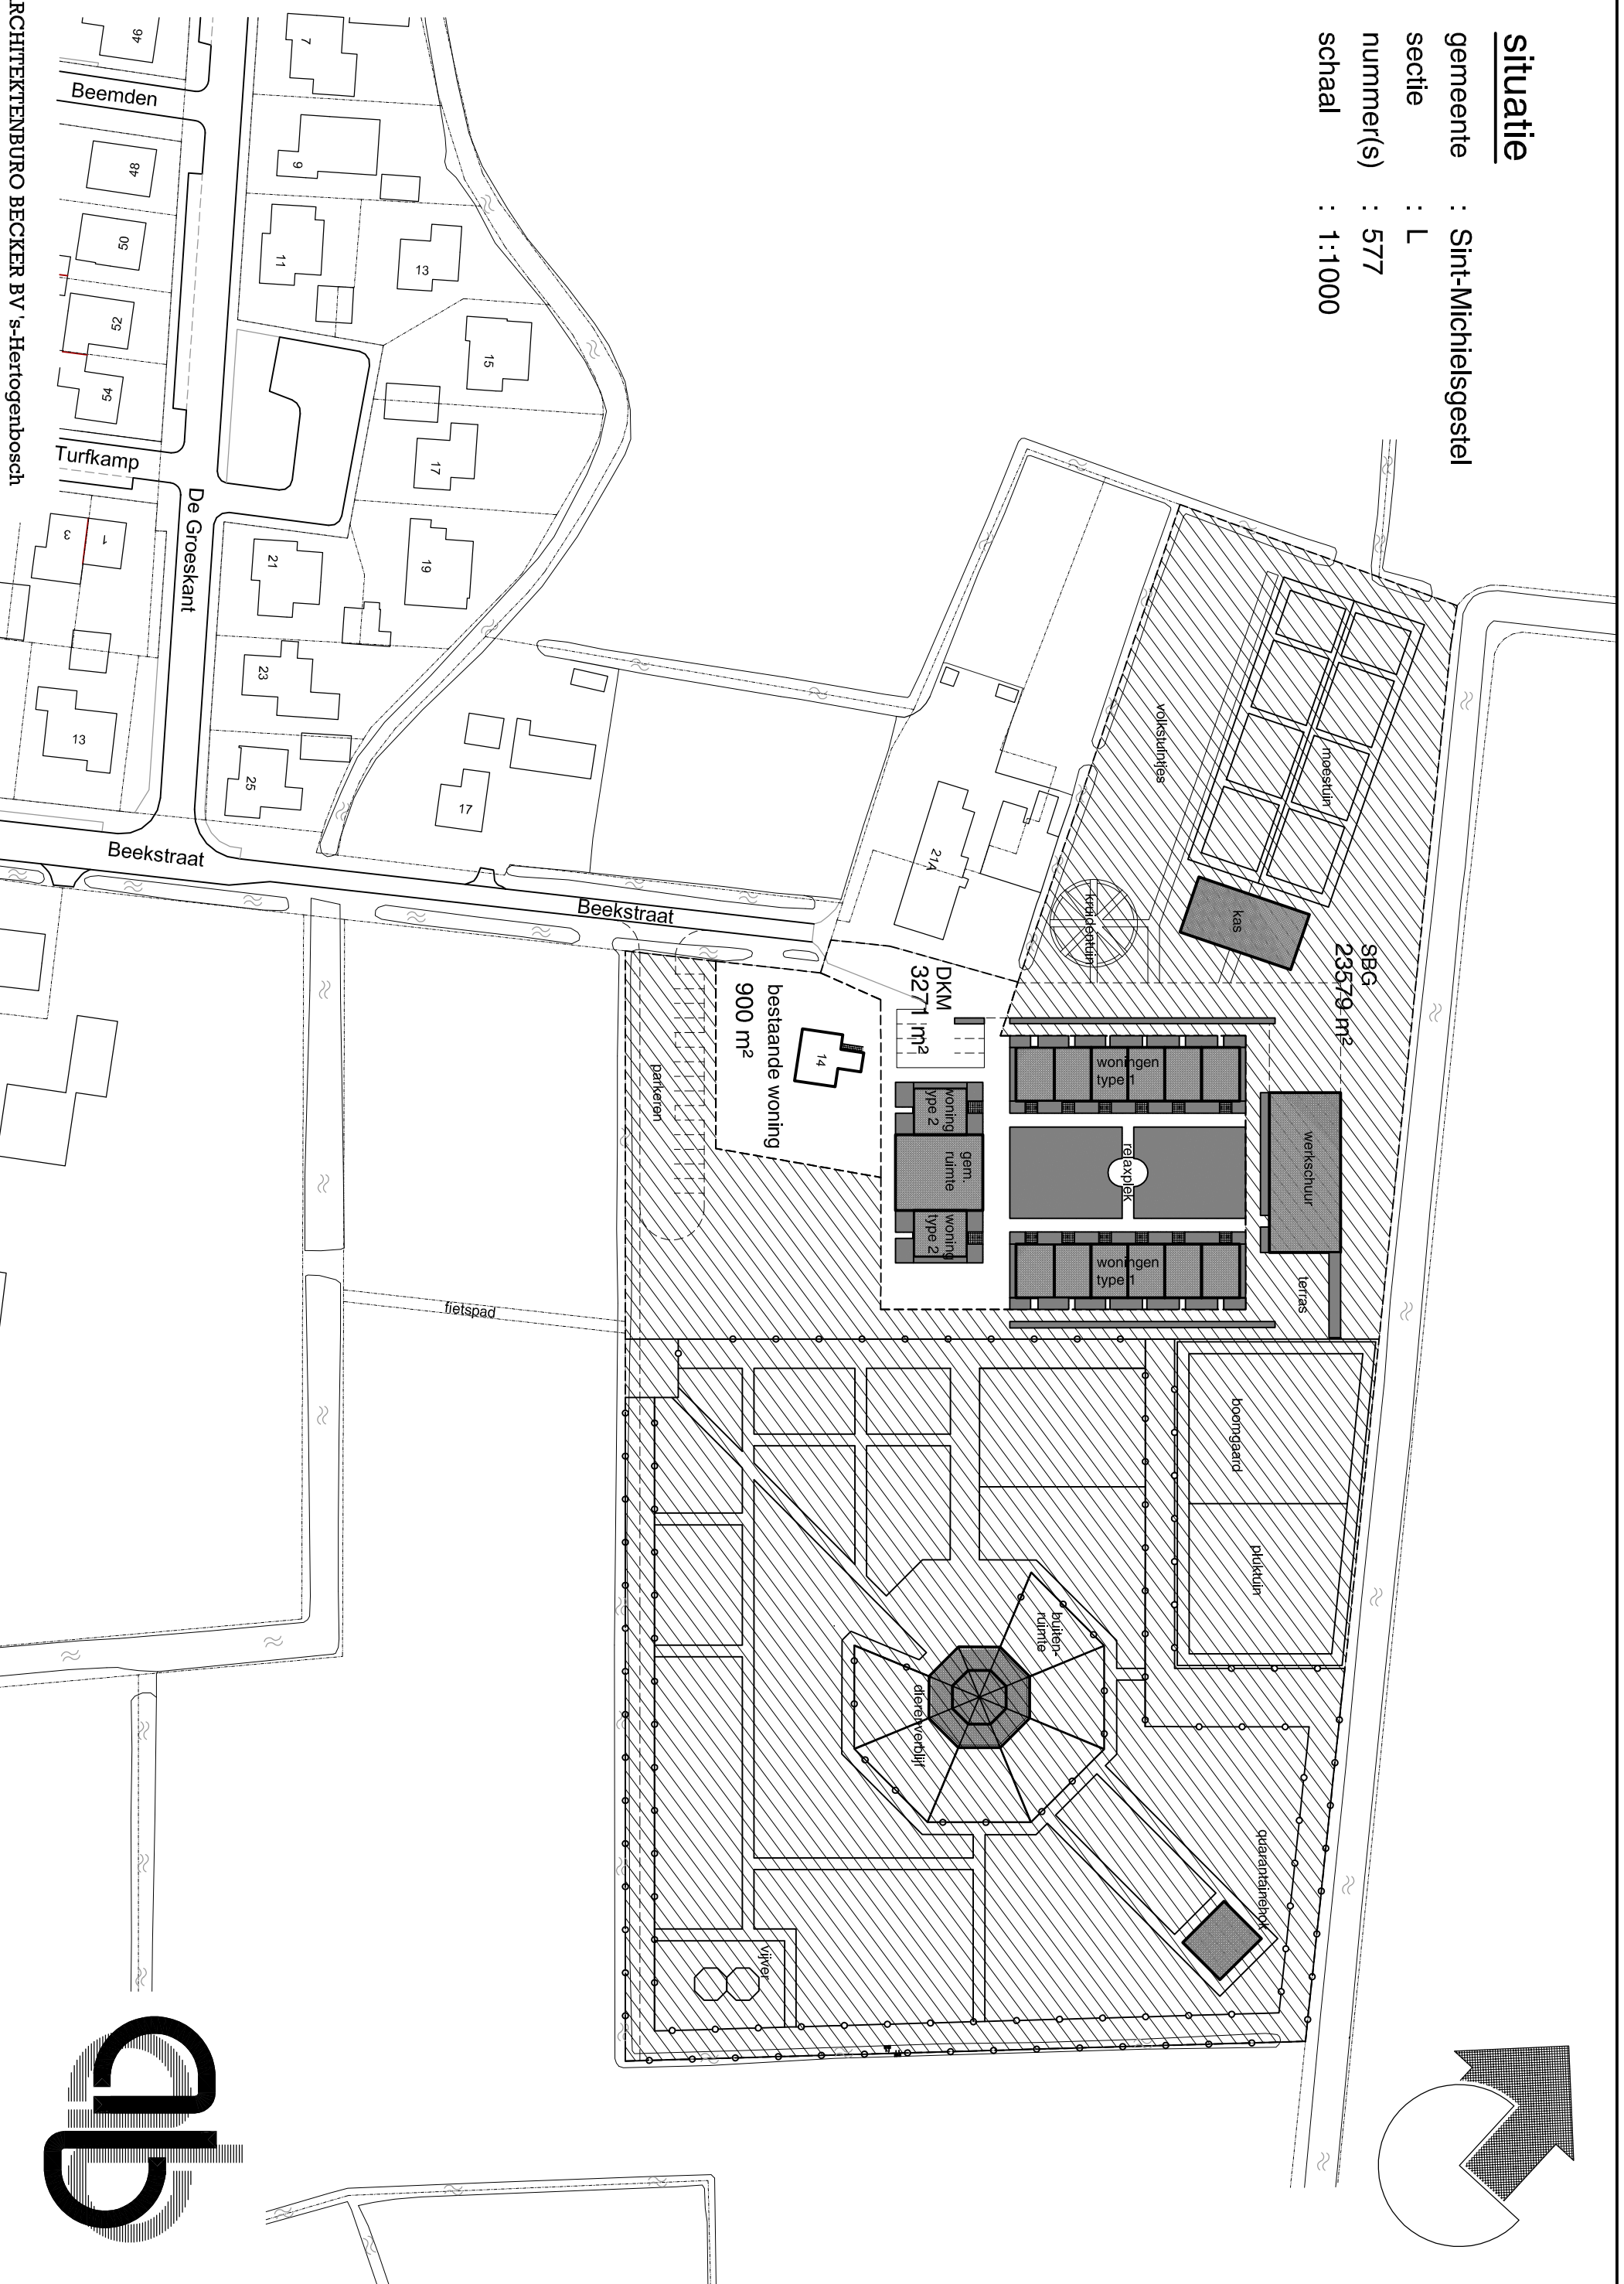 situatie
gemeente : Sint-Michielsgestel
sectie : L
nummer(s) : 577
schaal : 1:1000
moestuin
volkstuintjes
kas
kruidentuin
SBG
23579 m²
DKM
3271 m²
werkschuur
terras
woningen
type 1
relaxplek
woningen
type 1
woning
ype 2
gem.
ruimte
woning
type 2
bestaande woning
900 m²
14
parkeren
fietspad
boomgaard
pluktuin
buiten-
ruimte
dierenverblijf
quarantainehok
vijver
21A
17
Beekstraat
Beekstraat
De Groeskant
Beemden
Turfkamp
7
9
11
13
15
17
19
21
23
25
46
48
50
52
54
1
3
13
RCHITEKTENBURO BECKER BV 's-Hertogenbosch